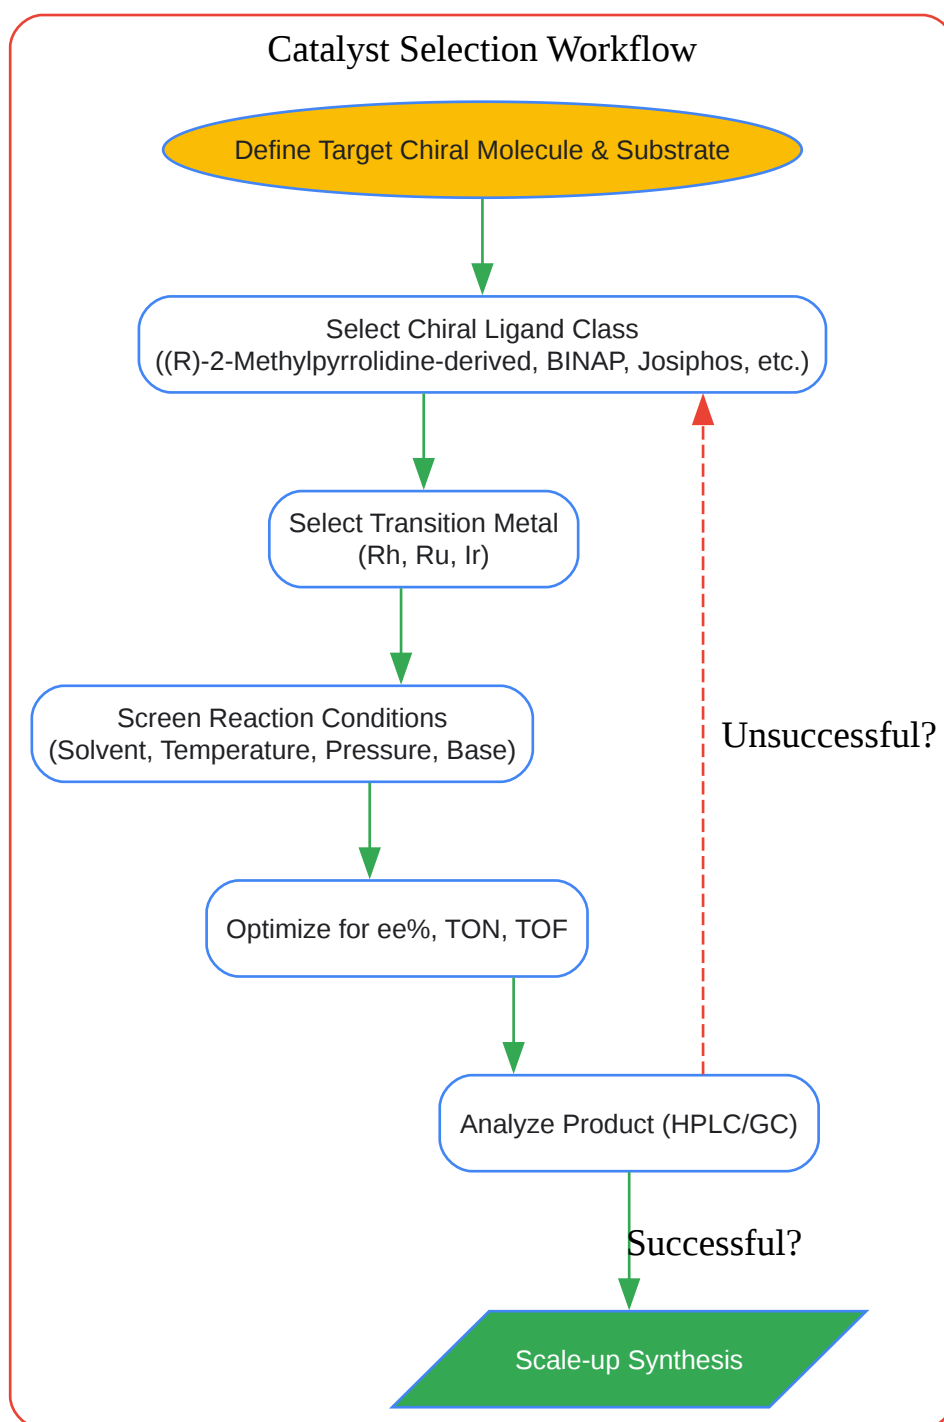 Catalyst Selection Workflow
Define Target Chiral Molecule & Substrate
Select Chiral Ligand Class
((R)-2-Methylpyrrolidine-derived, BINAP, Josiphos, etc.)
Select Transition Metal
(Rh, Ru, Ir)
Screen Reaction Conditions
(Solvent, Temperature, Pressure, Base)
Unsuccessful?
Optimize for ee%, TON, TOF
Analyze Product (HPLC/GC)
Successful?
Scale-up Synthesis